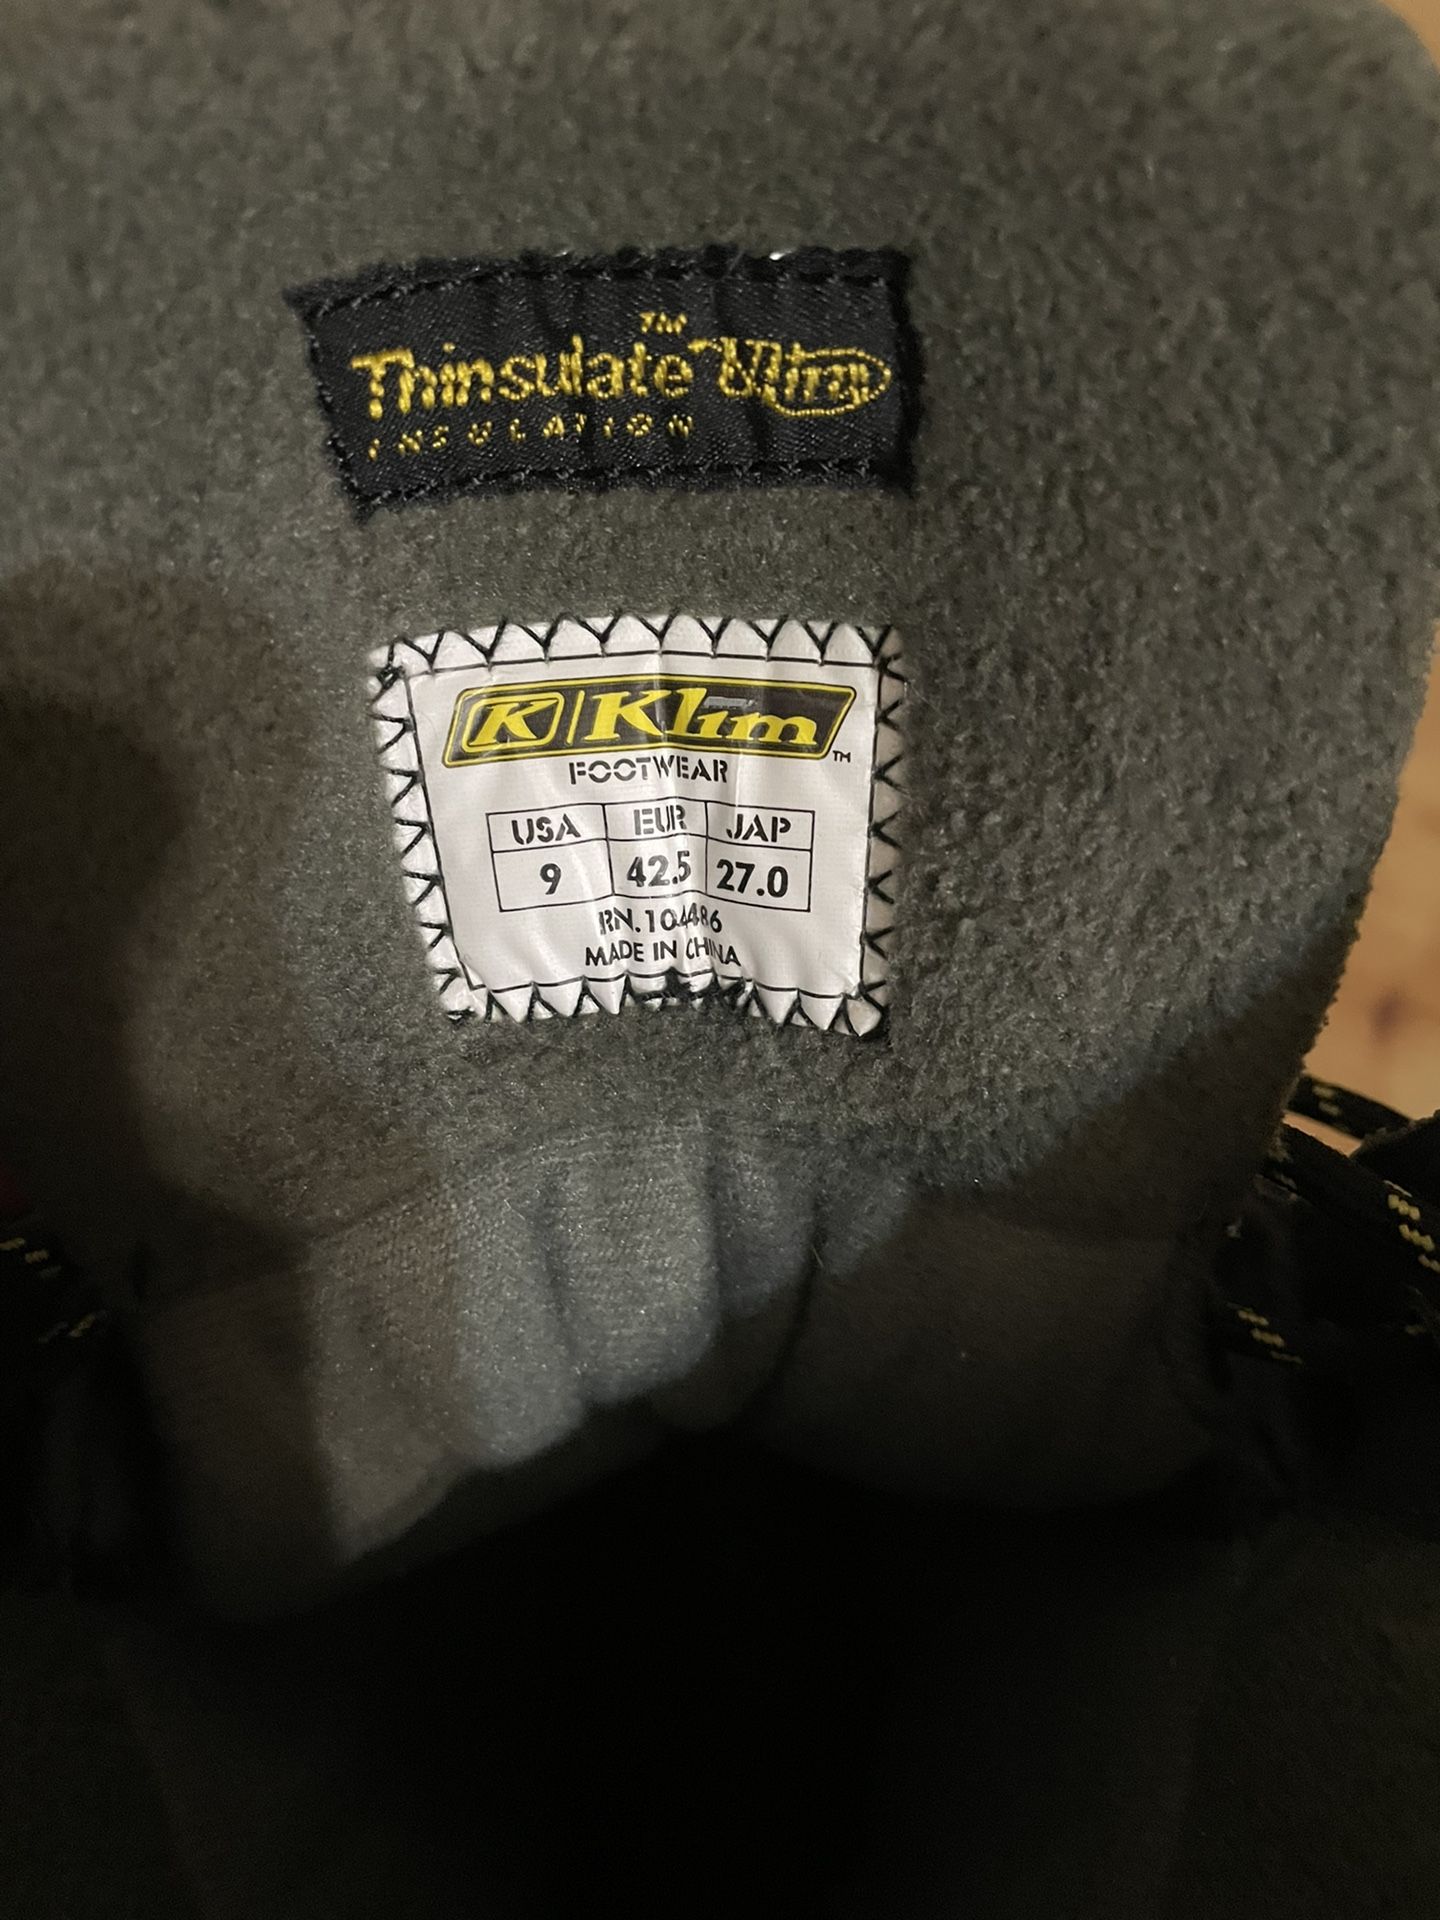 TM
Thinsulate Ultra
INSULATION
K Klim TM
FOOTWEAR
USA EUR JAP
9 42.5 27.0
RN.104486
MADE IN CHINA